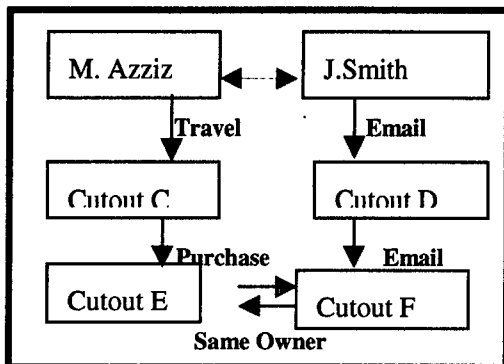 M. Azziz J.Smith
Travel Email
Cutout C Cutout D
Purchase Email
Cutout E Cutout F
Same Owner